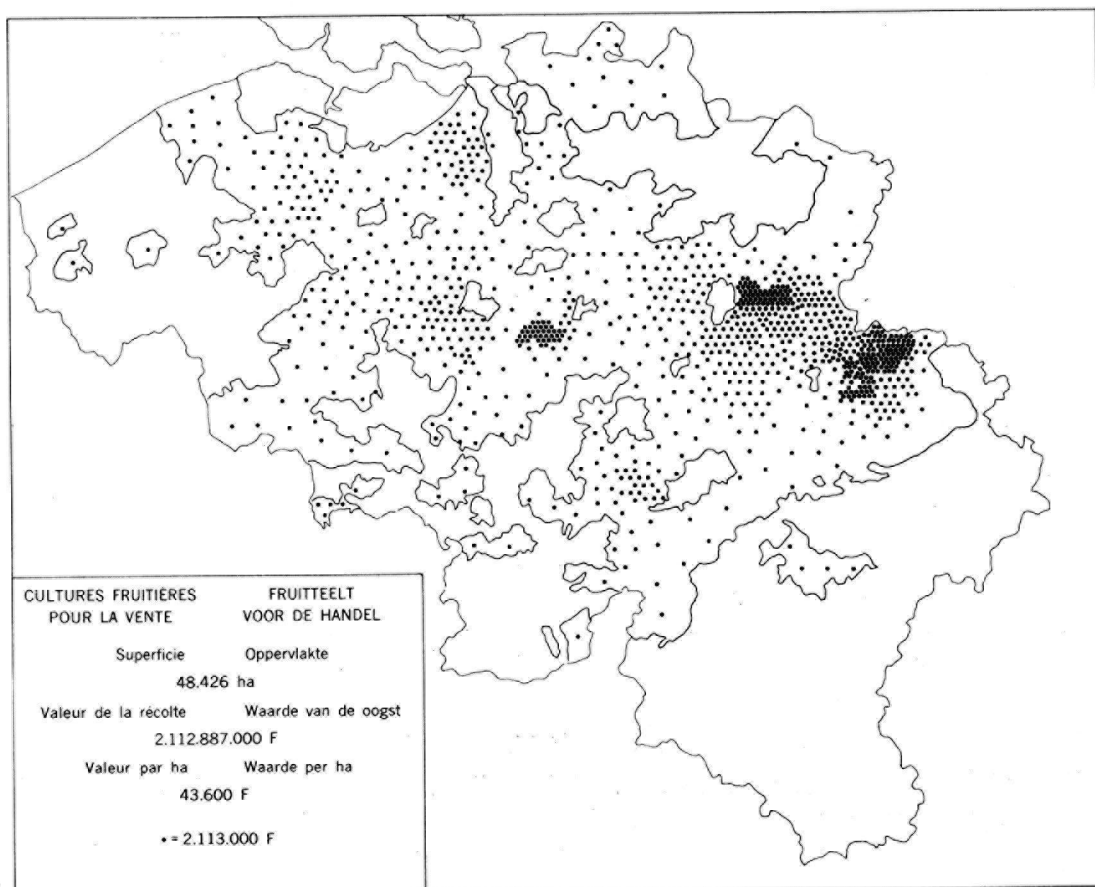 CULTURES FRUITIÈRES FRUITTEELT
POUR LA VENTE VOOR DE HANDEL
Superficie Oppervlakte
48.426 ha
Valeur de la récolte Waarde van de oogst
2.112.887.000 F
Valeur par ha Waarde per ha
43.600 F
• = 2.113.000 F